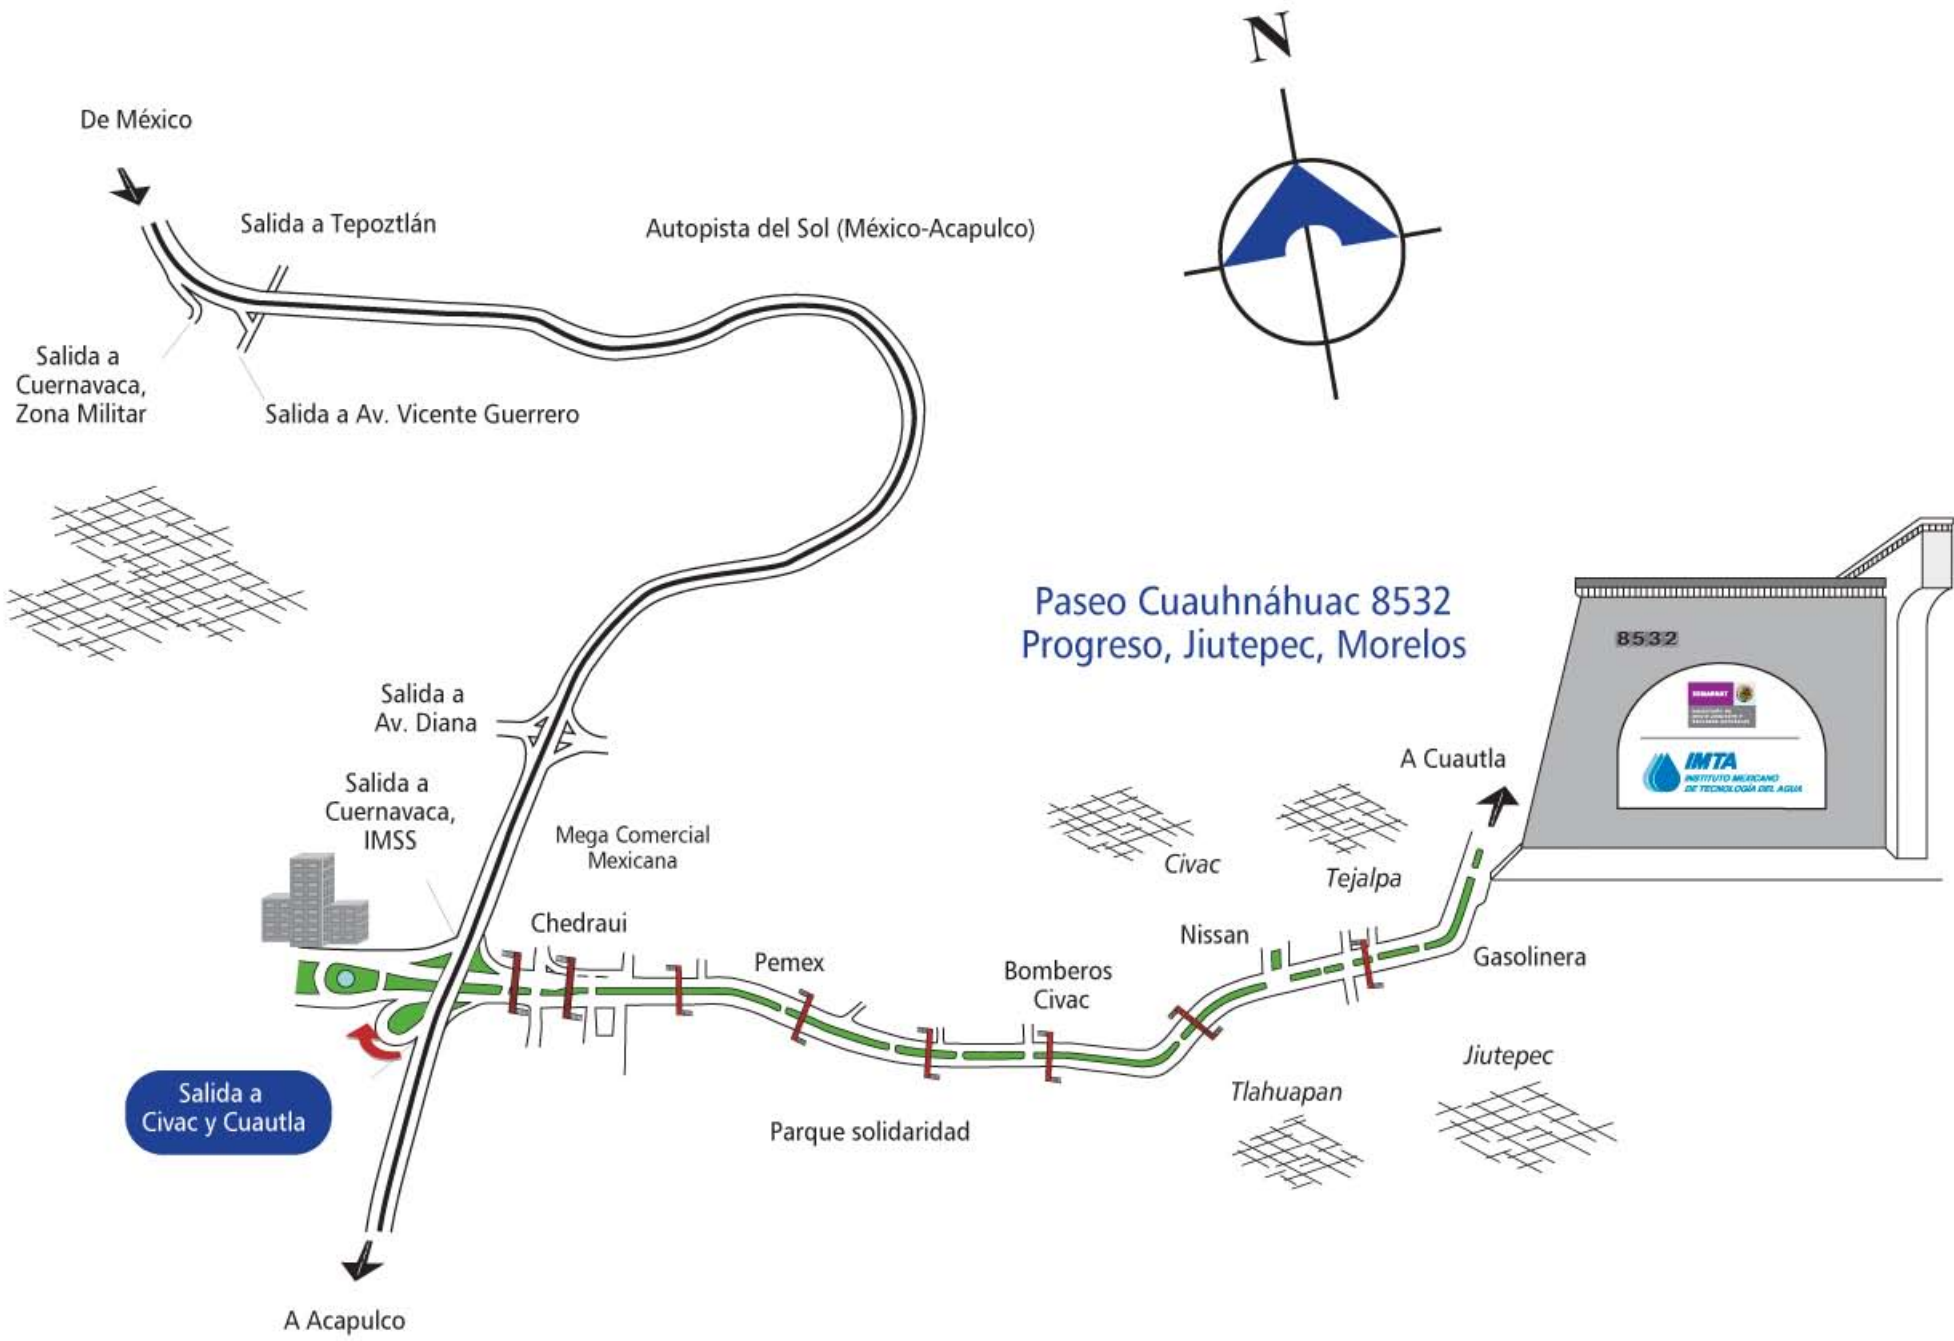 N
De México
Salida a Tepoztlán
Autopista del Sol (México-Acapulco)
Salida a
Cuernavaca,
Zona Militar
Salida a Av. Vicente Guerrero
Paseo Cuauhnáhuac 8532
Progreso, Jiutepec, Morelos
8532
SEMARNAT
IMTA
INSTITUTO MEXICANO
DE TECNOLOGÍA DEL AGUA
Salida a
Av. Diana
A Cuautla
Salida a
Cuernavaca,
IMSS
Mega Comercial
Mexicana
Civac
Tejalpa
Chedraui
Nissan
Pemex
Bomberos
Civac
Gasolinera
Jiutepec
Salida a
Civac y Cuautla
Tlahuapan
Parque solidaridad
A Acapulco